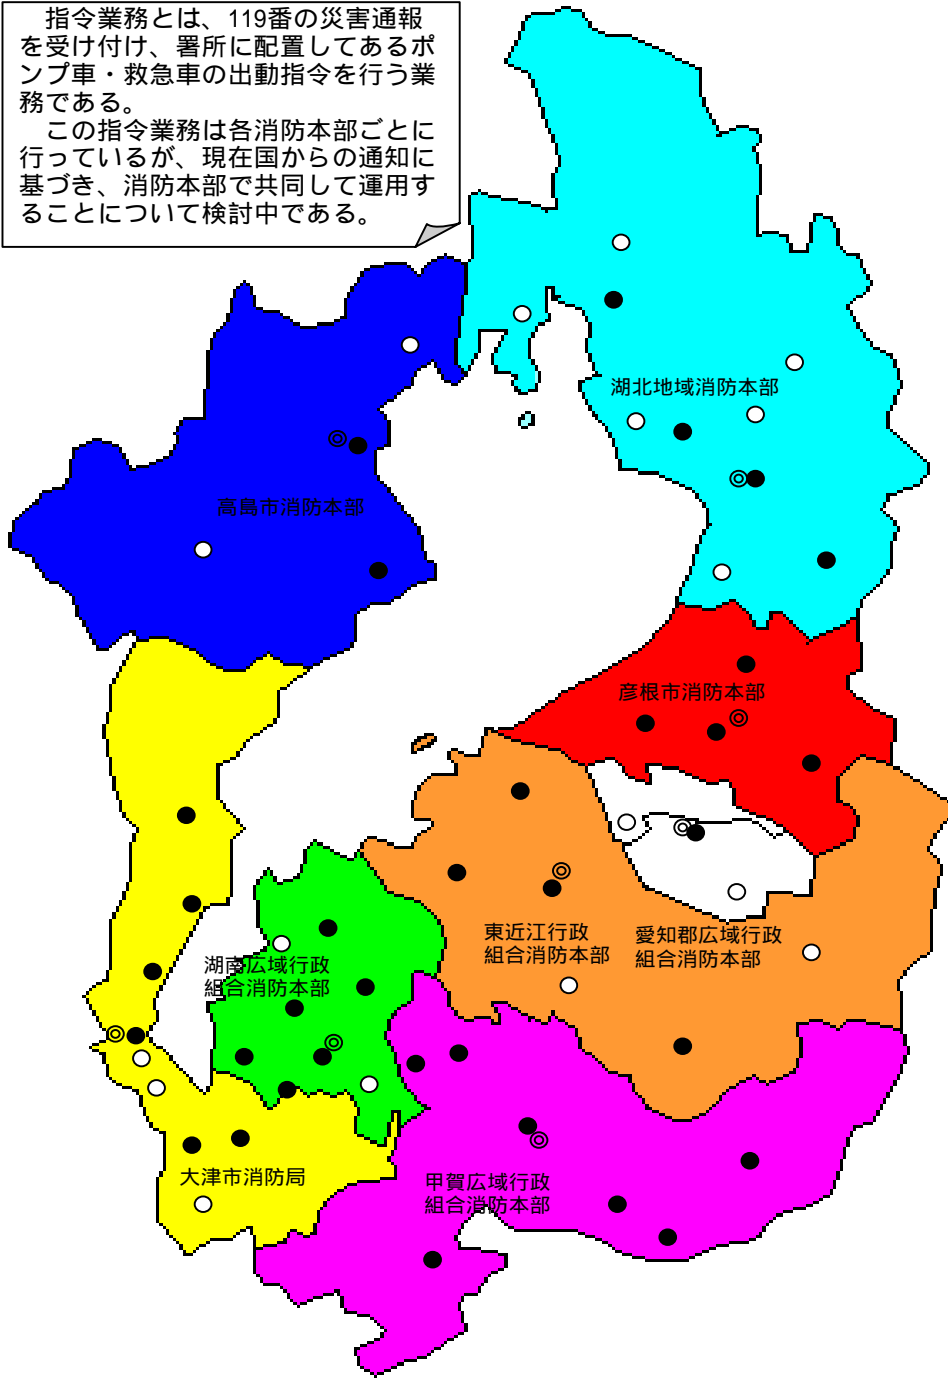 指令業務とは、119番の災害通報
を受け付け、署所に配置してあるポ
ンプ車・救急車の出動指令を行う業
務である。
　この指令業務は各消防本部ごとに
行っているが、現在国からの通知に
基づき、消防本部で共同して運用す
ることについて検討中である。
湖北地域消防本部
高島市消防本部
彦根市消防本部
東近江行政
組合消防本部
愛知郡広域行政
組合消防本部
湖南広域行政
組合消防本部
大津市消防局
甲賀広域行政
組合消防本部